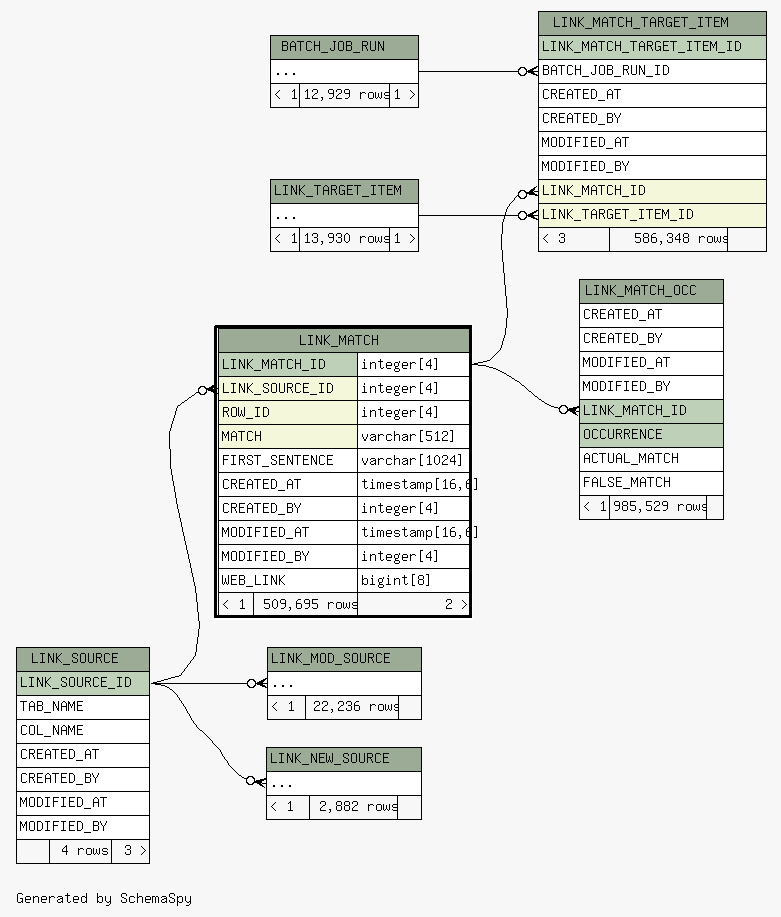 BATCH_JOB_RUN
...
< 1 12,929 rows 1 >
LINK_MATCH_TARGET_ITEM
LINK_MATCH_TARGET_ITEM_ID
BATCH_JOB_RUN_ID
CREATED_AT
CREATED_BY
MODIFIED_AT
MODIFIED_BY
LINK_MATCH_ID
LINK_TARGET_ITEM_ID
< 3 586,348 rows
LINK_TARGET_ITEM
...
< 1 13,930 rows 1 >
LINK_MATCH_OCC
CREATED_AT
CREATED_BY
MODIFIED_AT
MODIFIED_BY
LINK_MATCH_ID
OCCURRENCE
ACTUAL_MATCH
FALSE_MATCH
< 1 985,529 rows
LINK_MATCH
LINK_MATCH_ID integer[4]
LINK_SOURCE_ID integer[4]
ROW_ID integer[4]
MATCH varchar[512]
FIRST_SENTENCE varchar[1024]
CREATED_AT timestamp[16,6]
CREATED_BY integer[4]
MODIFIED_AT timestamp[16,6]
MODIFIED_BY integer[4]
WEB_LINK bigint[8]
< 1 509,695 rows 2 >
LINK_SOURCE
LINK_SOURCE_ID
TAB_NAME
COL_NAME
CREATED_AT
CREATED_BY
MODIFIED_AT
MODIFIED_BY
4 rows 3 >
LINK_MOD_SOURCE
...
< 1 22,236 rows
LINK_NEW_SOURCE
...
< 1 2,882 rows
Generated by SchemaSpy